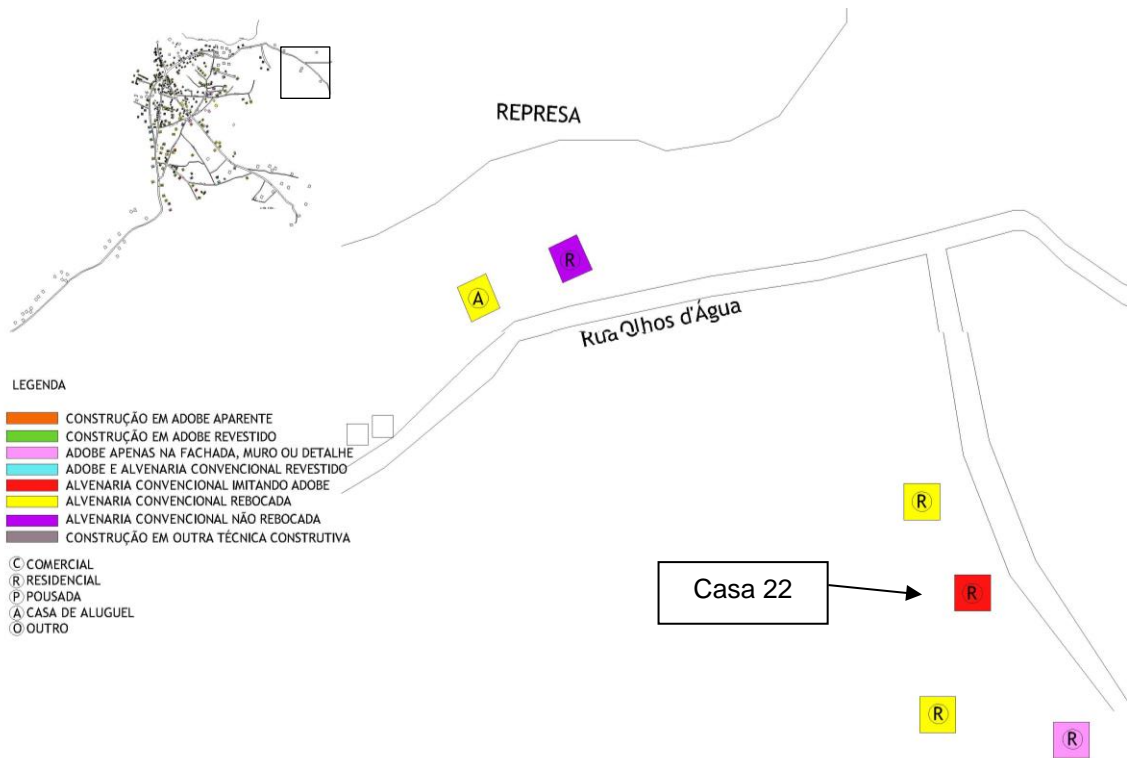 REPRESA
R
A
Rua Olhos d'Água
LEGENDA
CONSTRUÇÃO EM ADOBE APARENTE
CONSTRUÇÃO EM ADOBE REVESTIDO
ADOBE APENAS NA FACHADA, MURO OU DETALHE
ADOBE E ALVENARIA CONVENCIONAL REVESTIDO
ALVENARIA CONVENCIONAL IMITANDO ADOBE
ALVENARIA CONVENCIONAL REBOCADA
ALVENARIA CONVENCIONAL NÃO REBOCADA
CONSTRUÇÃO EM OUTRA TÉCNICA CONSTRUTIVA
C COMERCIAL
R RESIDENCIAL
P POUSADA
A CASA DE ALUGUEL
O OUTRO
R
Casa 22
R
R
R